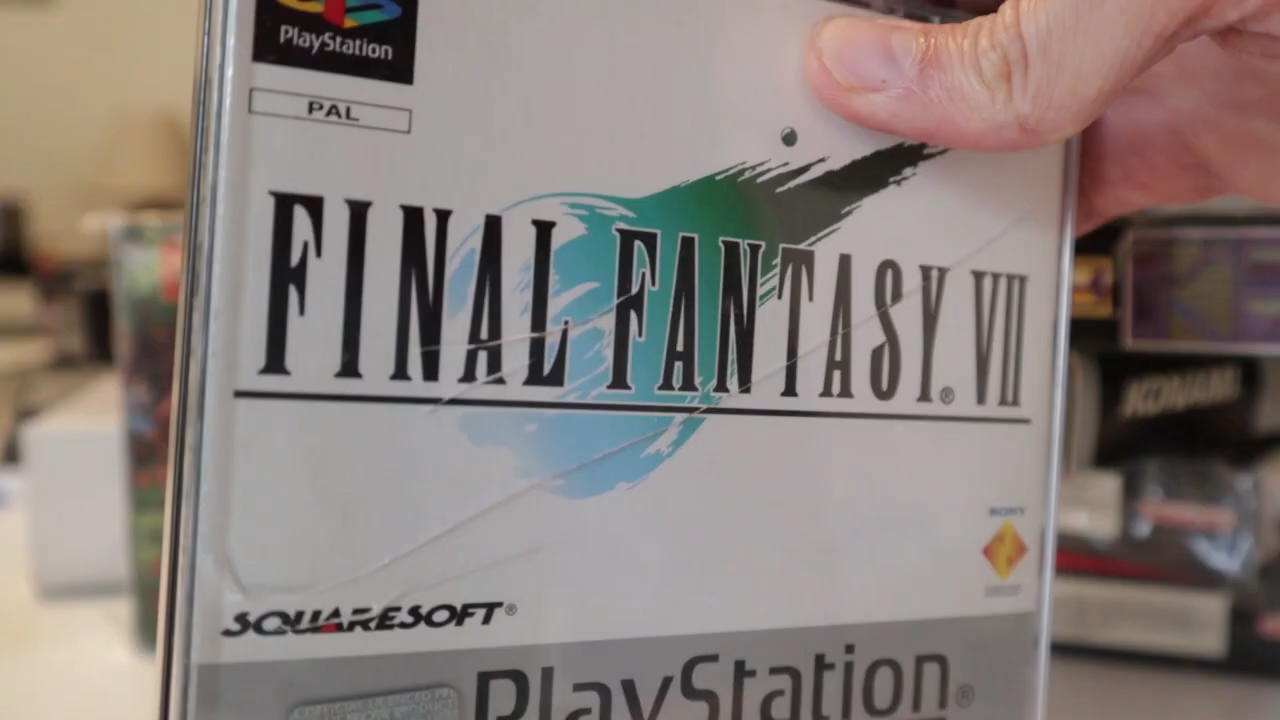 PlayStation
PAL
FINAL FANTASY® VII
KONAMI
SONY
SQUARESOFT®
PlayStation®